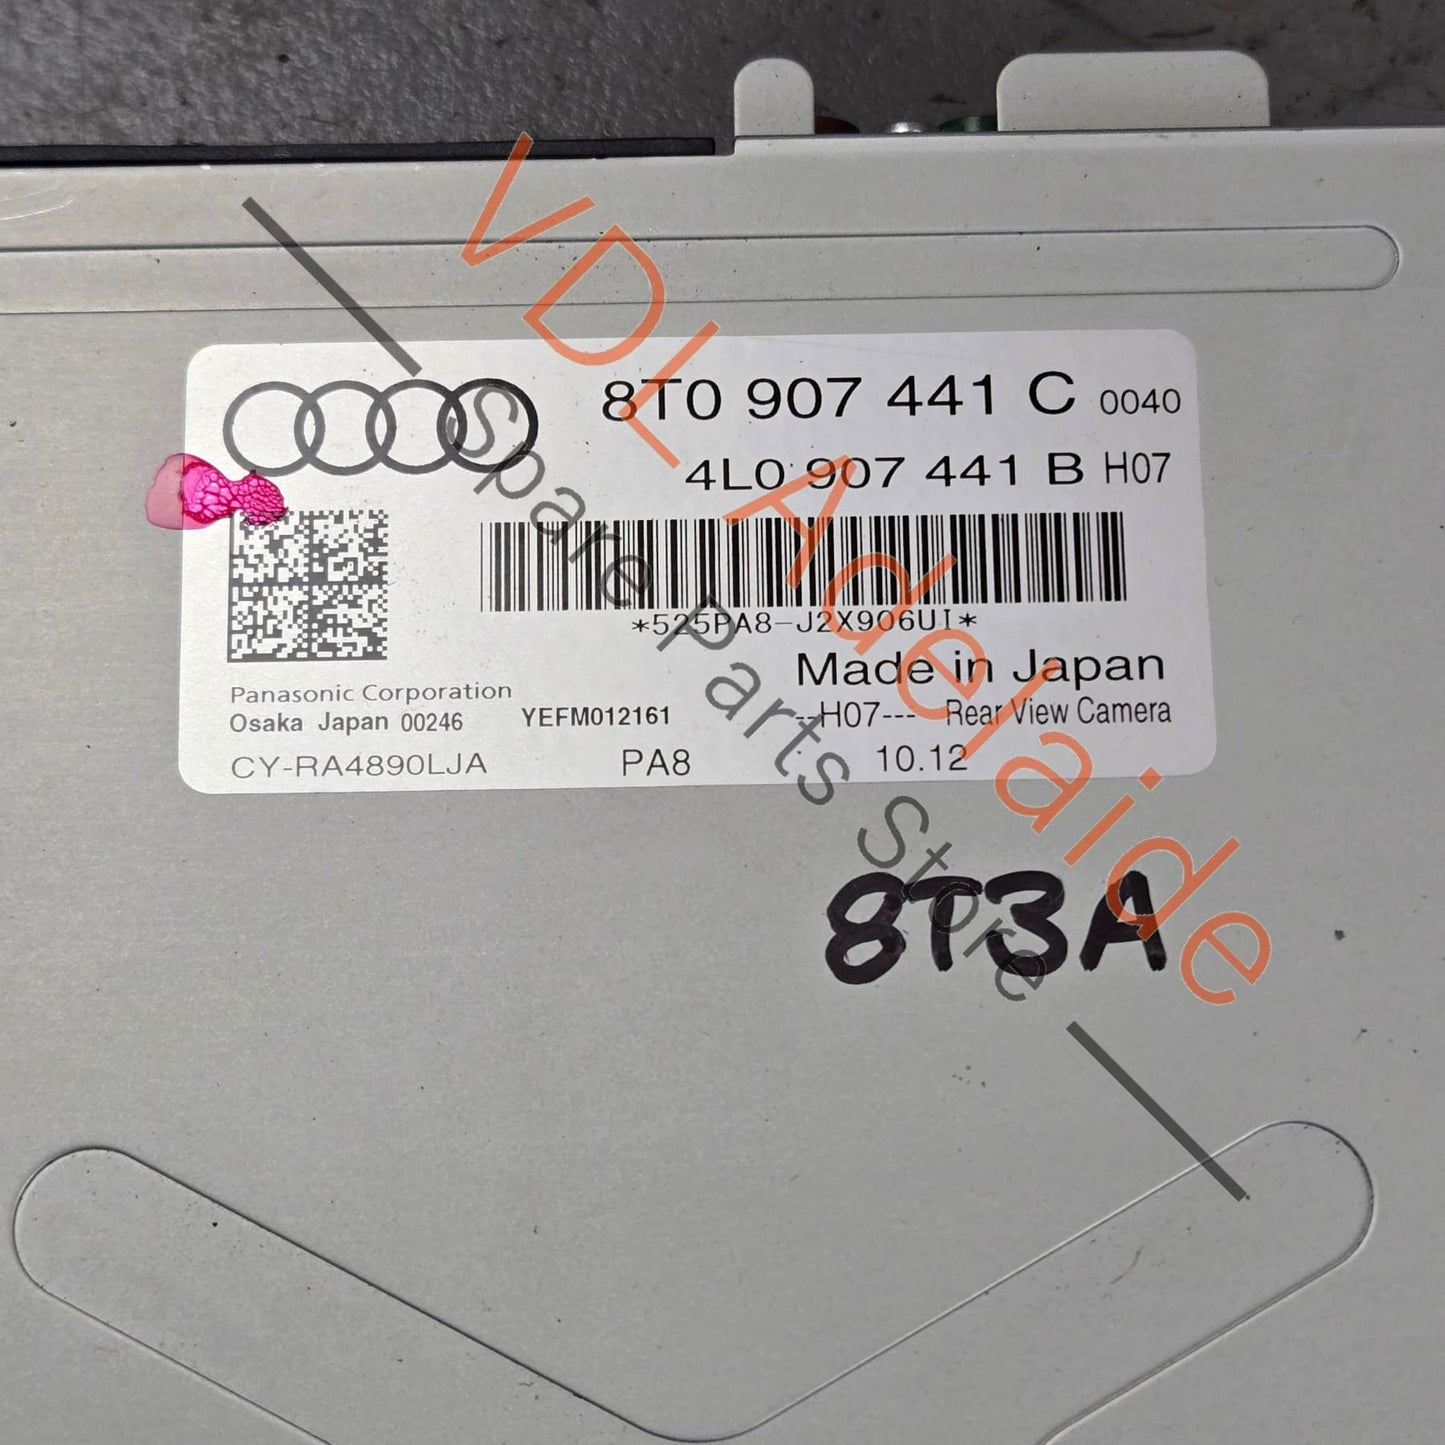 8T0 907 441 C 0040
4L0 907 441 B H07
*525PA8-J2X906UI*
Made in Japan
Panasonic Corporation
Osaka Japan 00246 YEFM012161 --H07--- Rear View Camera
CY-RA4890LJA PA8 10.12
8T3A
VDL Adelaide
Spare Parts Store